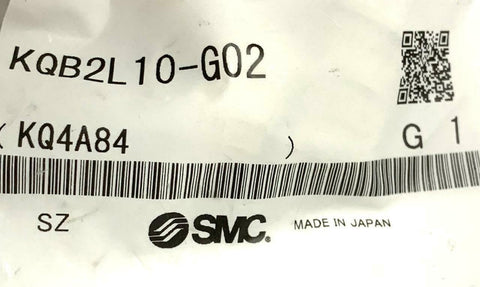 KQB2L10-G02
( KQ4A84 ) G 1
SZ SMC. MADE IN JAPAN